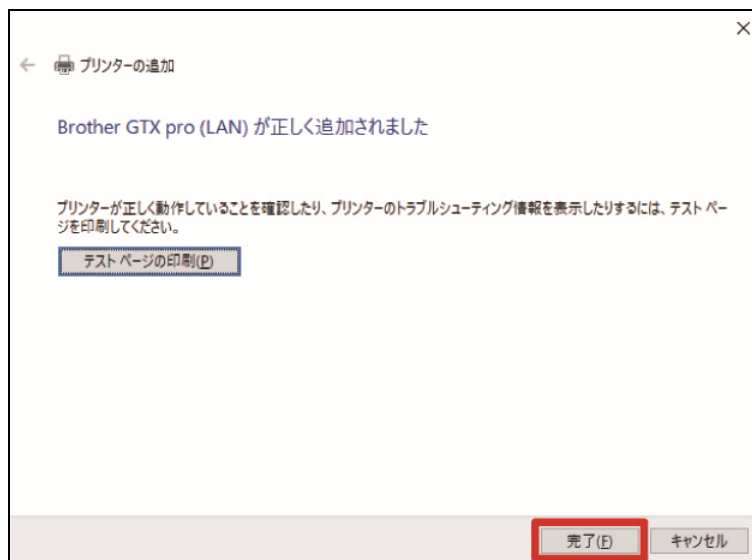 プリンターの追加
Brother GTX pro (LAN) が正しく追加されました
プリンターが正しく動作していることを確認したり、プリンターのトラブルシューティング情報を表示したりするには、テスト ペー
ジを印刷してください。
テスト ページの印刷(P)
完了(F)
キャンセル